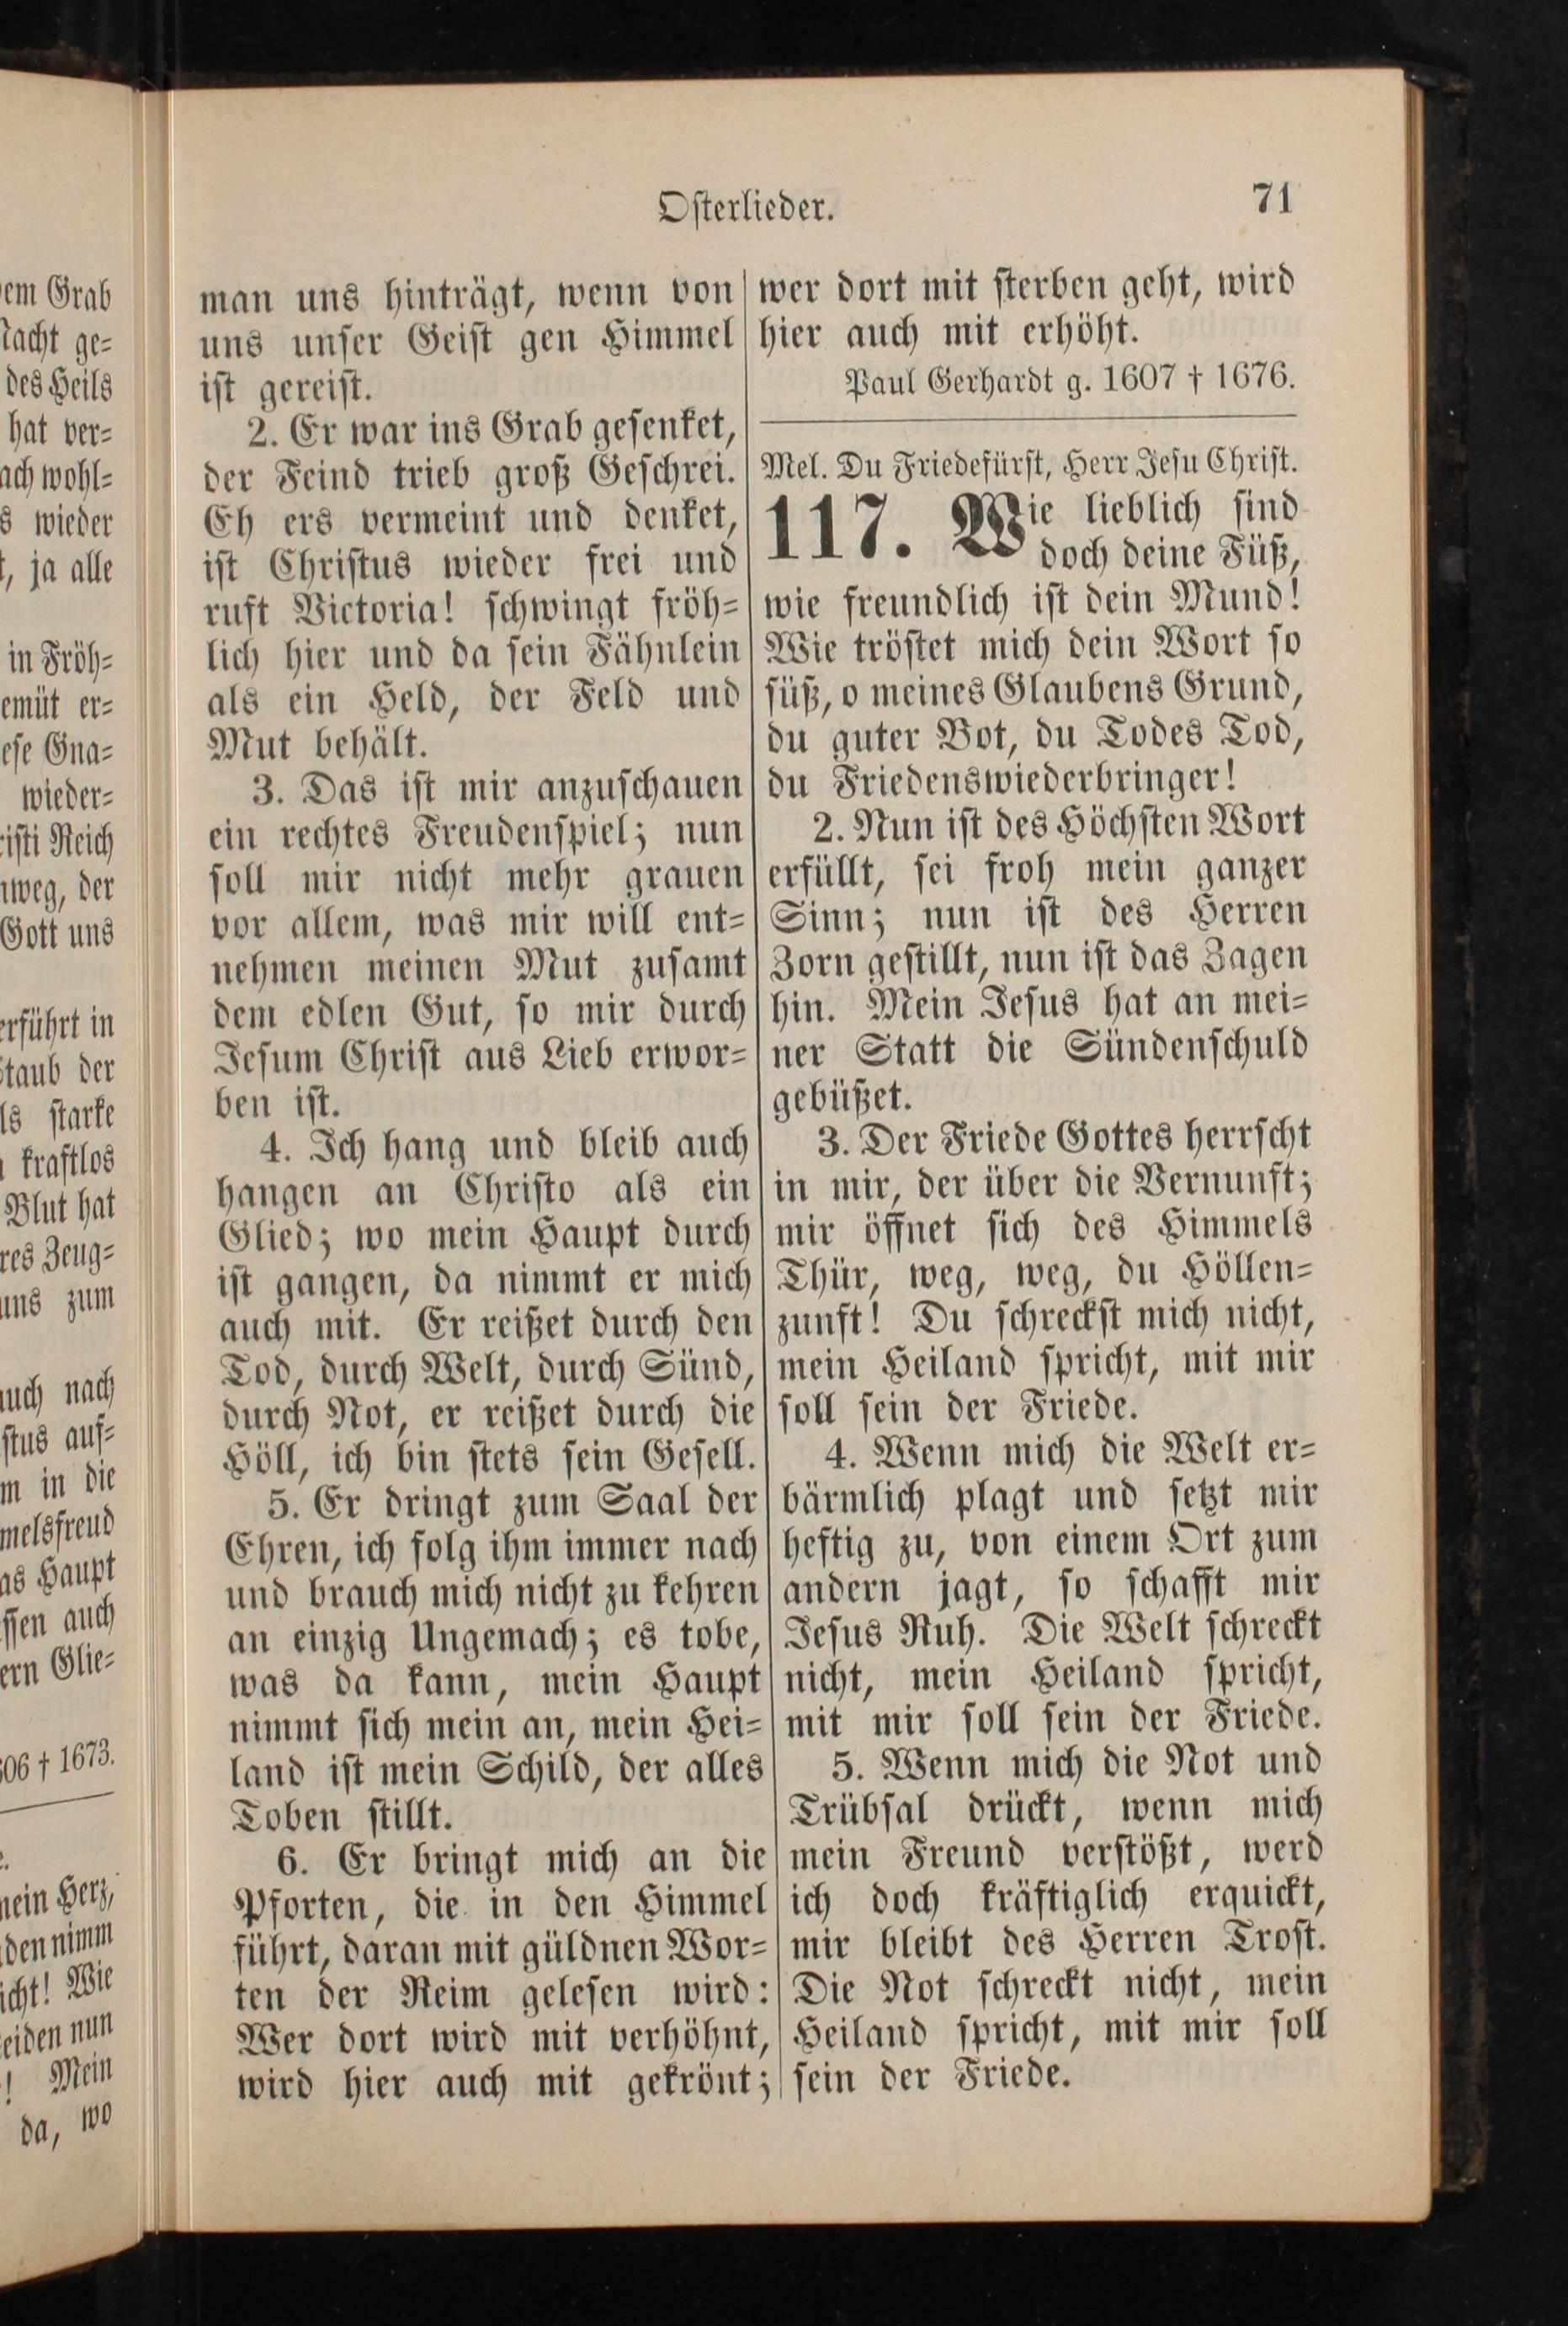 Osterlieder.
71
man uns hinträgt, wenn von
uns unser Geist gen Himmel
ist gereist.
2. Er war ins Grab gesenket,
der Feind trieb groß Geschrei.
Eh ers vermeint und denket,
ist Christus wieder frei und
ruft Victoria! schwingt fröh-
lich hier und da sein Fähnlein
als ein Held, der Feld und
Mut behält.
3. Das ist mir anzuschauen
ein rechtes Freudenspiel; nun
soll mir nicht mehr grauen
vor allem, was mir will ent-
nehmen meinen Mut zusamt
dem edlen Gut, so mir durch
Jesum Christ aus Lieb erwor-
ben ist.
4. Ich hang und bleib auch
hangen an Christo als ein
Glied; wo mein Haupt durch
ist gangen, da nimmt er mich
auch mit. Er reißet durch den
Tod, durch Welt, durch Sünd,
durch Not, er reißet durch die
Höll, ich bin stets sein Gesell.
5. Er dringt zum Saal der
Ehren, ich folg ihm immer nach
und brauch mich nicht zu kehren
an einzig Ungemach; es tobe,
was da kann, mein Haupt
nimmt sich mein an, mein Hei-
land ist mein Schild, der alles
Toben stillt.
6. Er bringt mich an die
Pforten, die in den Himmel
führt, daran mit güldnen Wor-
ten der Reim gelesen wird:
Wer dort wird mit verhöhnt,
wird hier auch mit gekrönt;
wer dort mit sterben geht, wird
hier auch mit erhöht.
Paul Gerhardt g. 1607 † 1676.
Mel. Du Friedefürst, Herr Jesu Christ.
117. Wie lieblich sind
doch deine Füß,
wie freundlich ist dein Mund!
Wie tröstet mich dein Wort so
süß, o meines Glaubens Grund,
du guter Bot, du Todes Tod,
du Friedenswiederbringer!
2. Nun ist des Höchsten Wort
erfüllt, sei froh mein ganzer
Sinn; nun ist des Herren
Zorn gestillt, nun ist das Zagen
hin. Mein Jesus hat an mei-
ner Statt die Sündenschuld
gebüßet.
3. Der Friede Gottes herrscht
in mir, der über die Vernunft;
mir öffnet sich des Himmels
Thür, weg, weg, du Höllen-
zunft! Du schreckst mich nicht,
mein Heiland spricht, mit mir
soll sein der Friede.
4. Wenn mich die Welt er-
bärmlich plagt und setzt mir
heftig zu, von einem Ort zum
andern jagt, so schafft mir
Jesus Ruh. Die Welt schreckt
nicht, mein Heiland spricht,
mit mir soll sein der Friede.
5. Wenn mich die Not und
Trübsal drückt, wenn mich
mein Freund verstößt, werd
ich doch kräftiglich erquickt,
mir bleibt des Herren Trost.
Die Not schreckt nicht, mein
Heiland spricht, mit mir soll
sein der Friede.